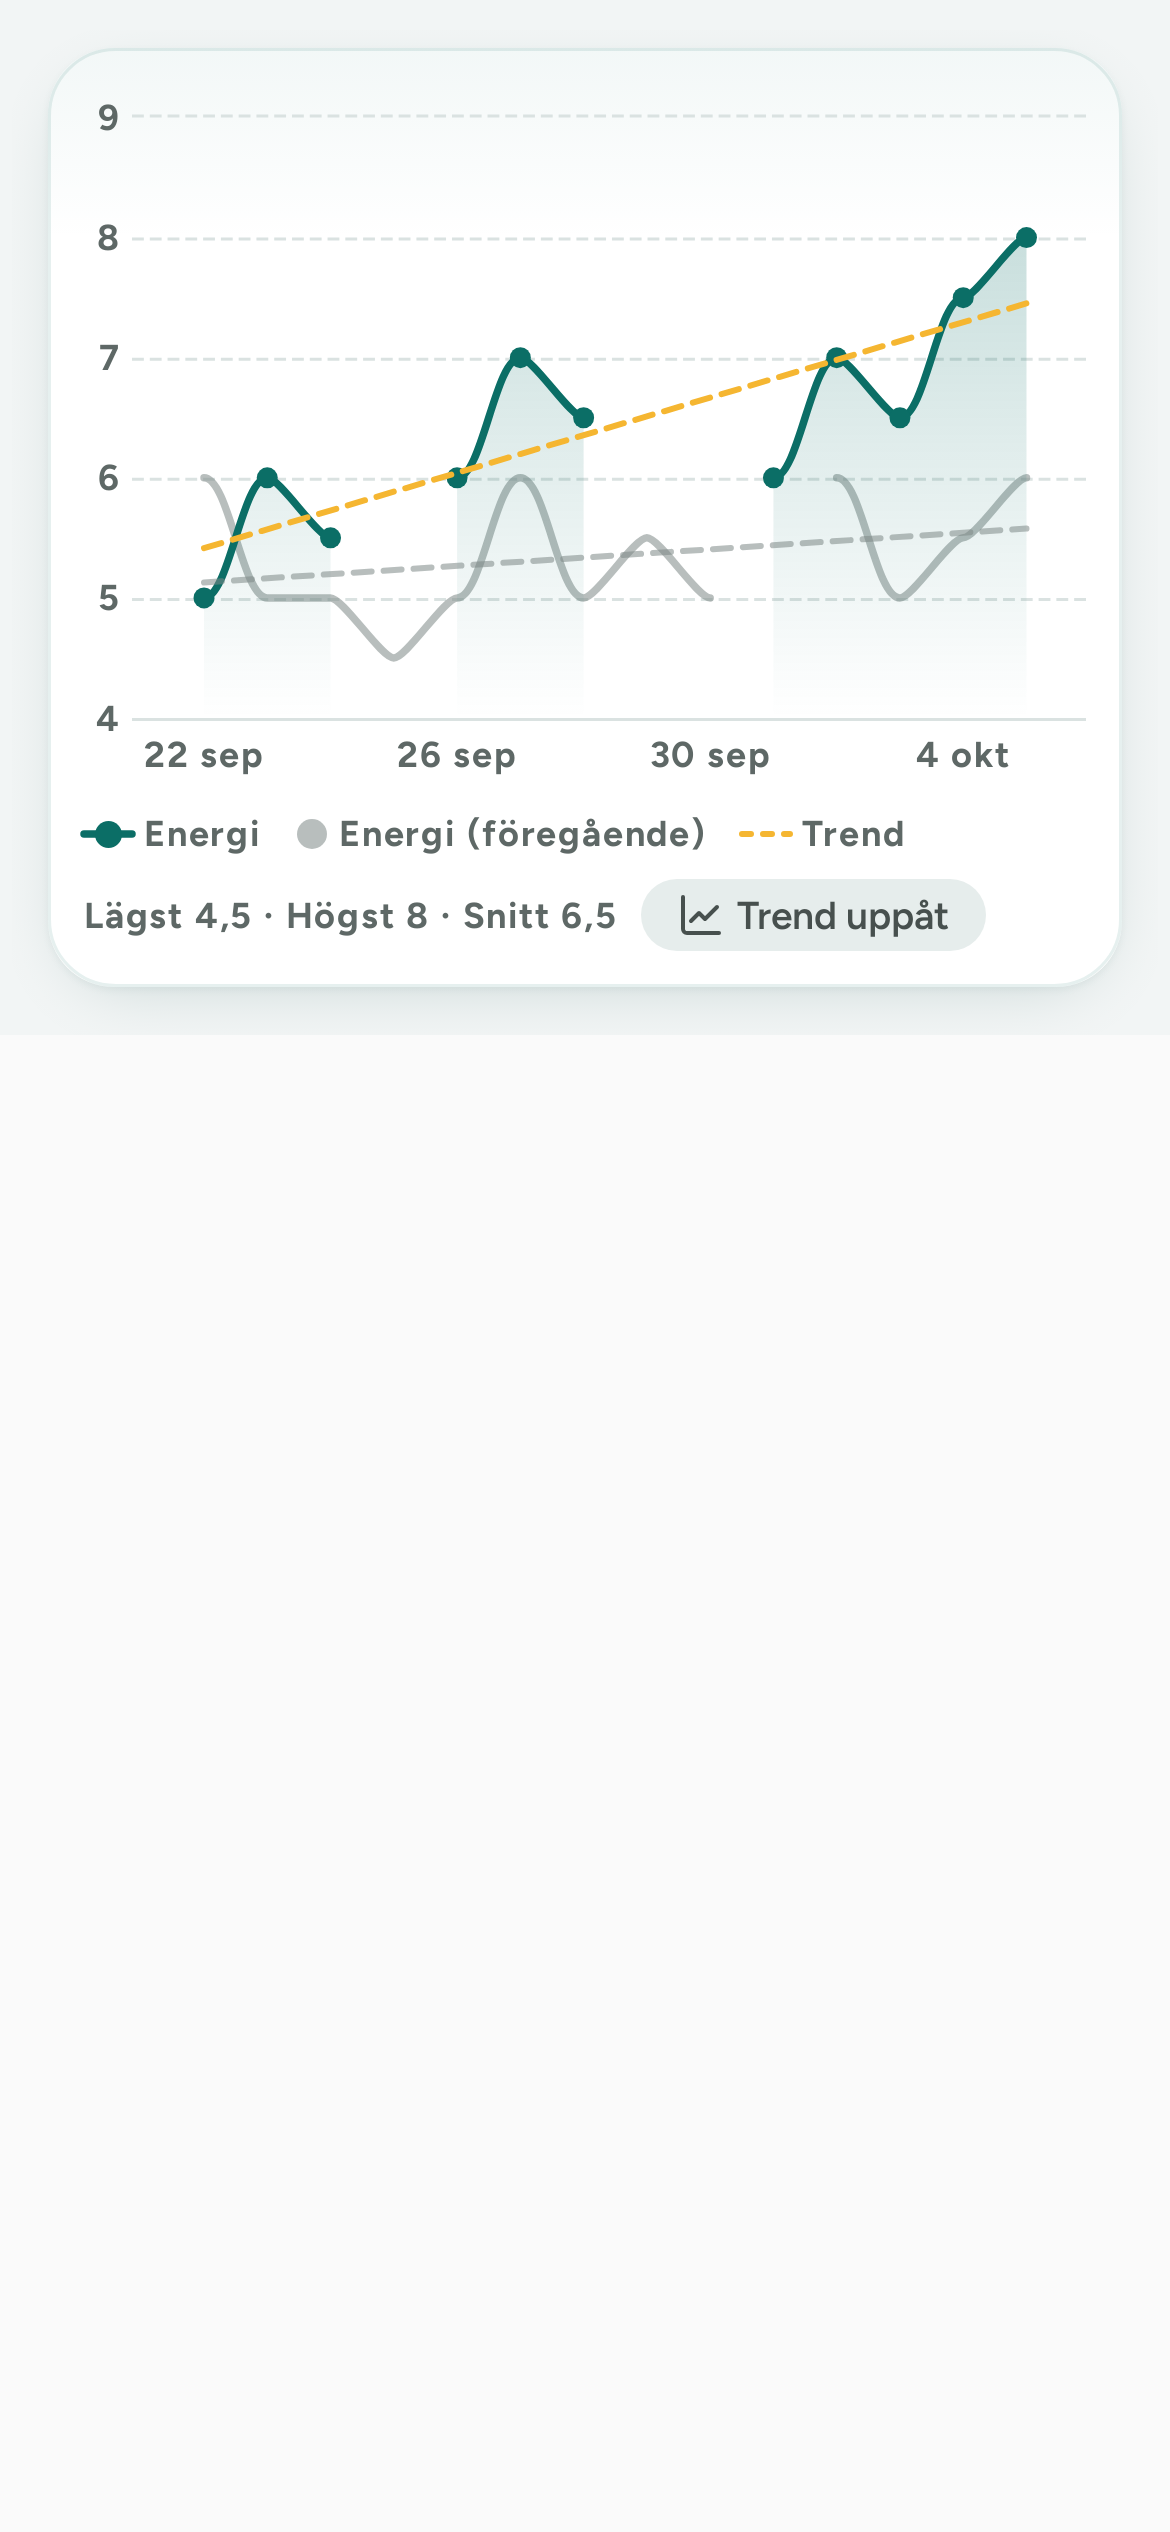 9
8
7
6
5
4
22 sep 26 sep 30 sep 4 okt
Energi Energi (föregående) Trend
Lägst 4,5 · Högst 8 · Snitt 6,5 Trend uppåt